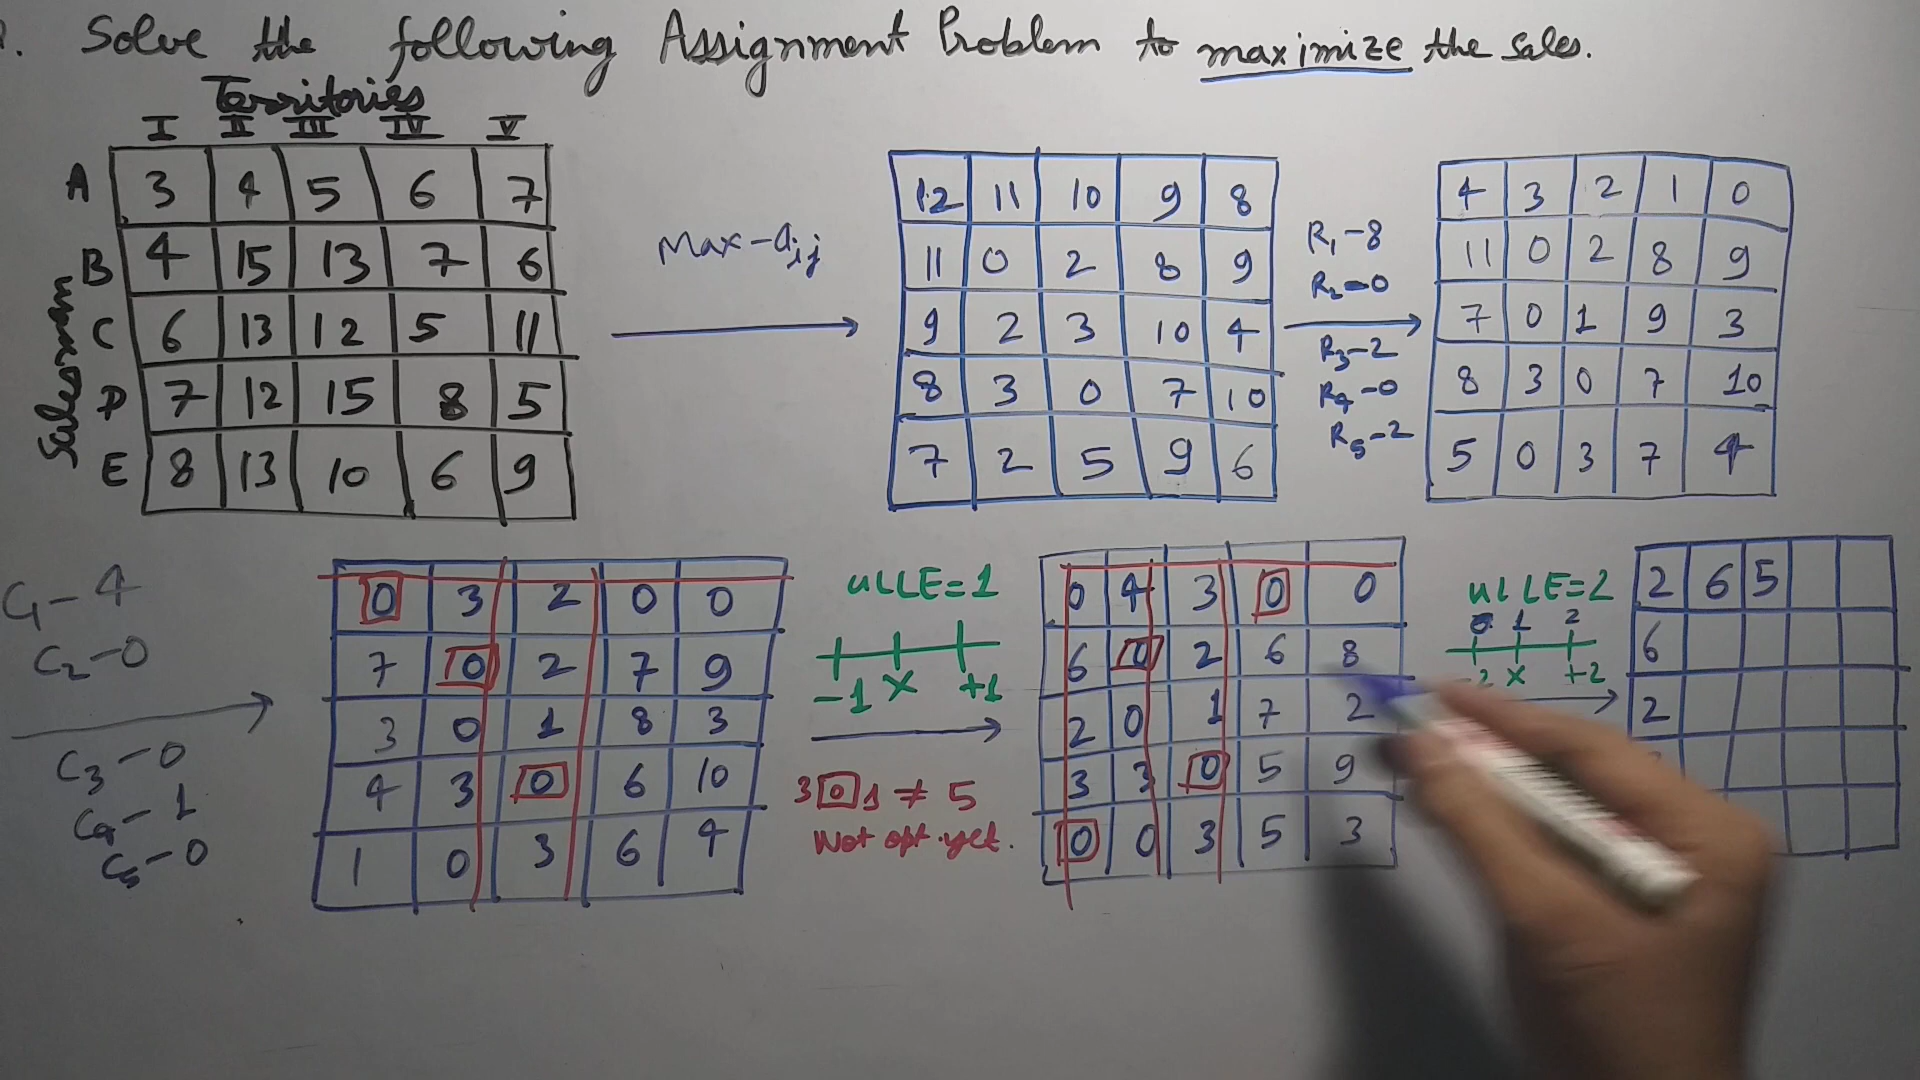 Solve the following Assignment Problem to maximize the sales.
Territories
I II III IV V
Salesman
A 3 4 5 6 7
B 4 15 13 7 6
C 6 13 12 5 11
D 7 12 15 8 5
E 8 13 10 6 9
Max - aij
12 11 10 9 8
11 0 2 8 9
9 2 3 10 4
8 3 0 7 10
7 2 5 9 6
R1-8
R2-0
R3-2
R4-0
R5-2
4 3 2 1 0
11 0 2 8 9
7 0 1 9 3
8 3 0 7 10
5 0 3 7 4
C1-4
C2-0
C3-0
C4-1
C5-0
0 3 2 0 0
7 0 2 7 9
3 0 1 8 3
4 3 0 6 10
1 0 3 6 4
ULLE=1
-1 X +1
3 0 s ≠ 5
Not opt. yet.
0 4 3 0 0
6 0 2 6 8
2 0 1 7 2
3 3 0 5 9
0 0 3 5 3
ULLE=2
0 1 2
-2 X +2
2 6 5
6
2